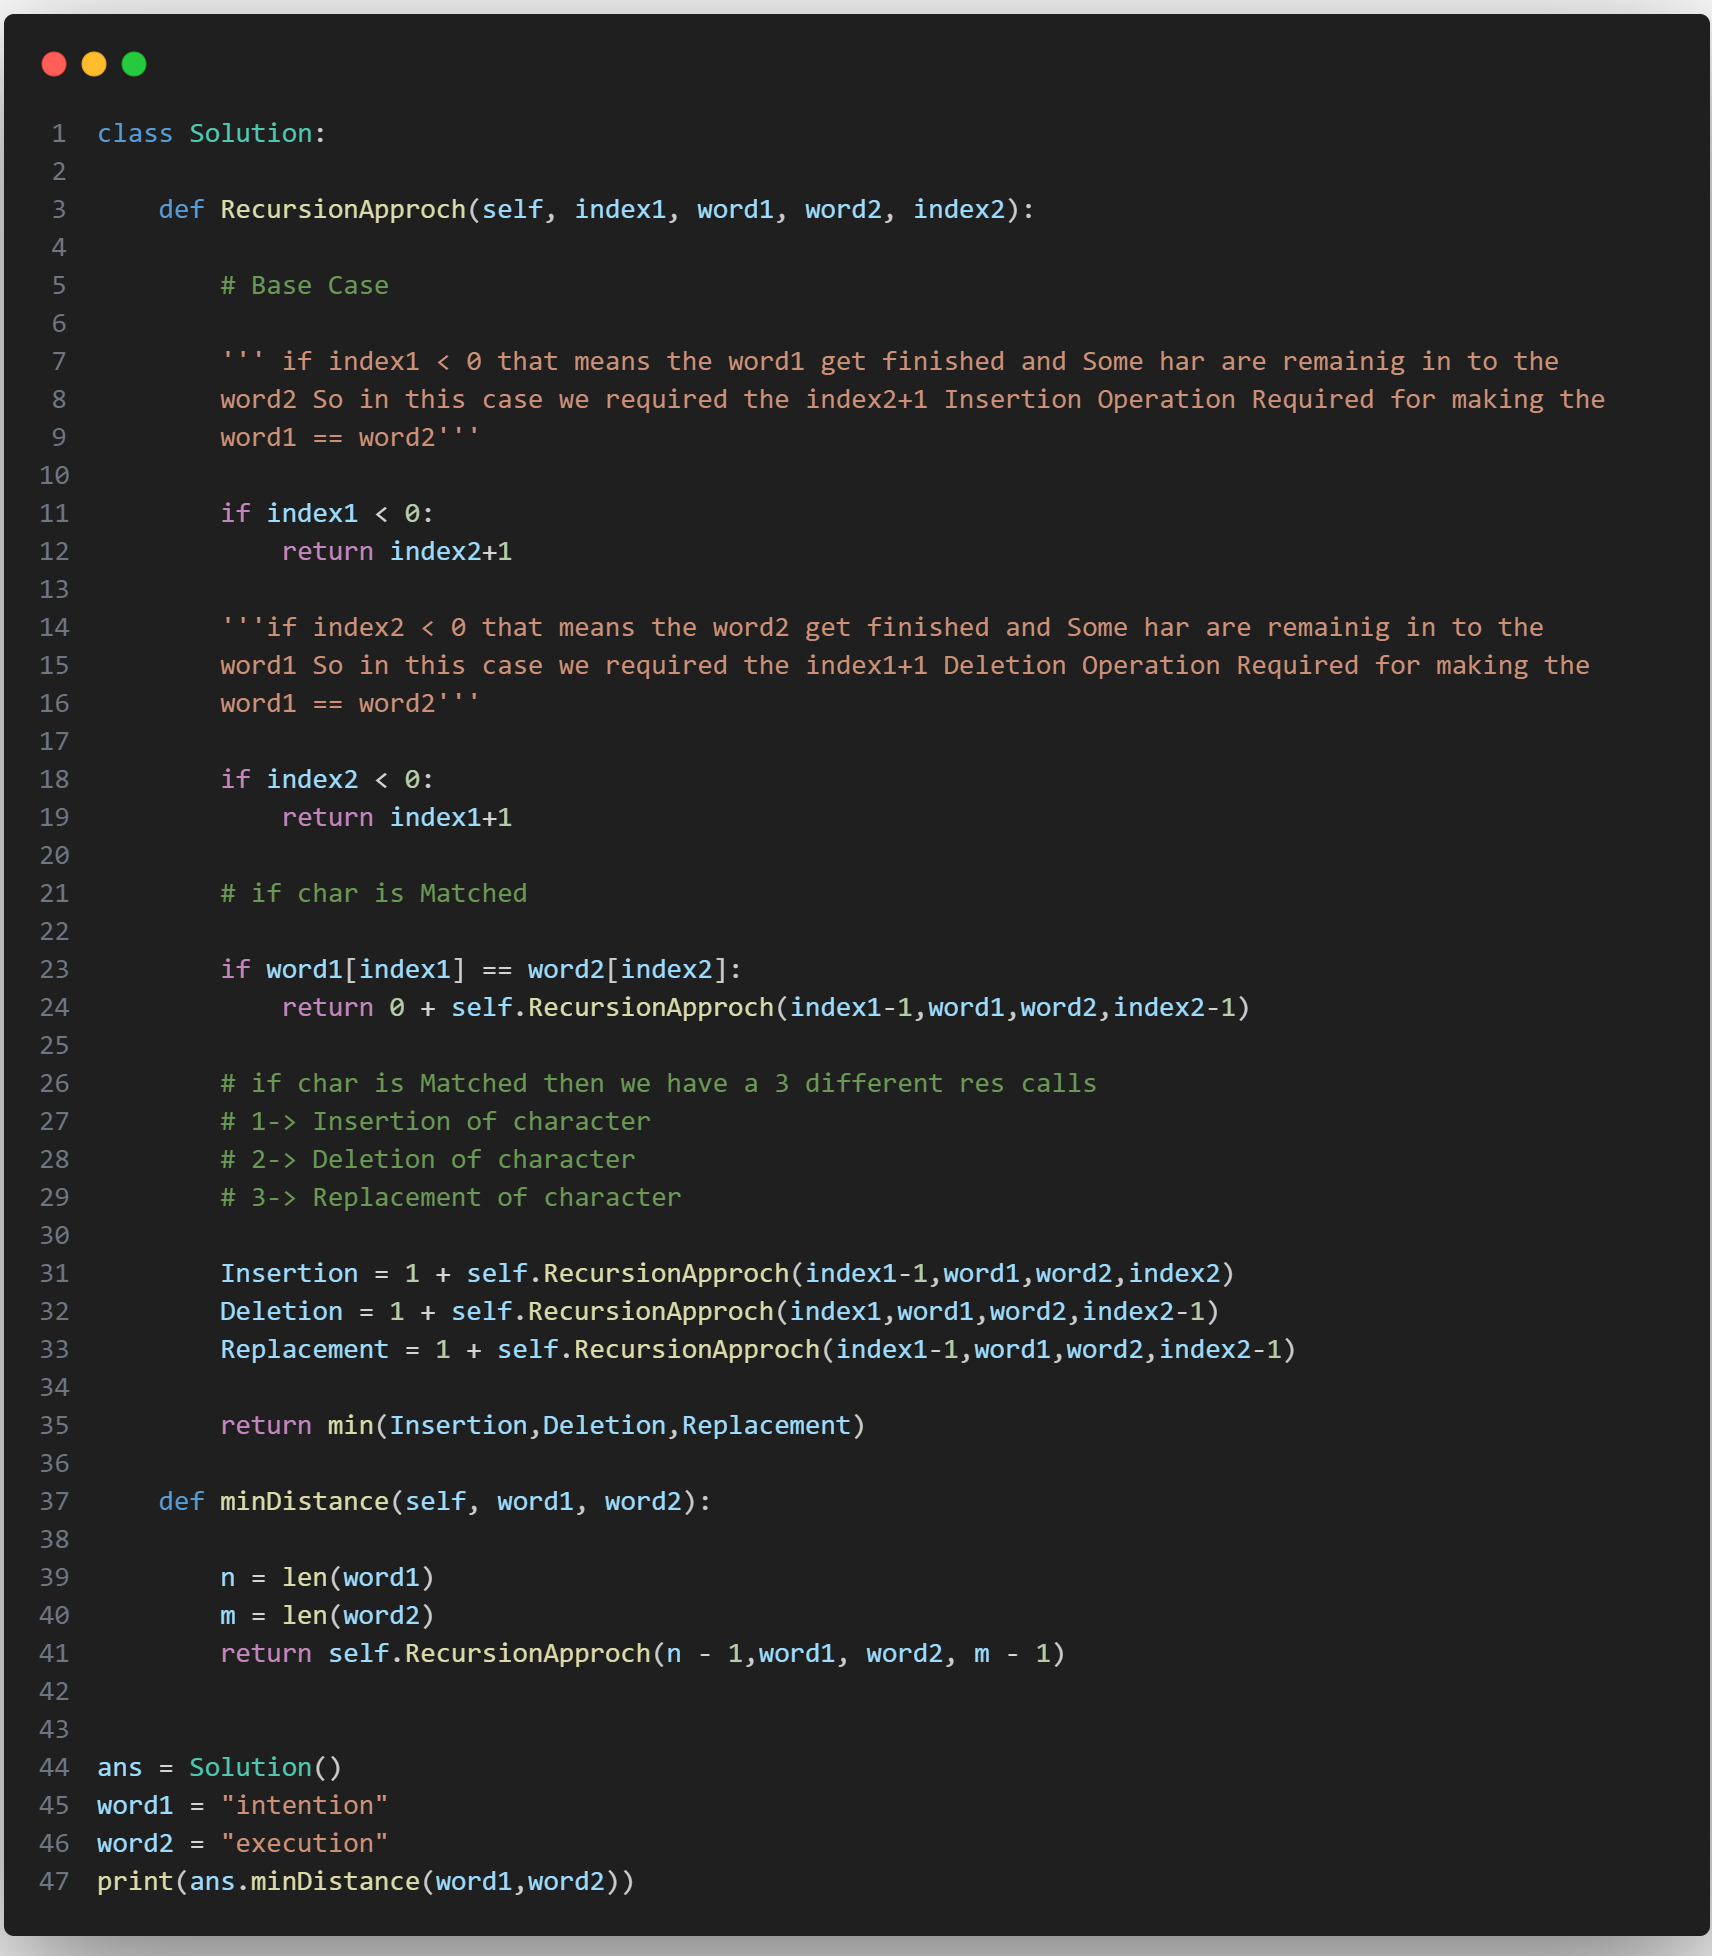 1 class Solution:
2
3     def RecursionApproch(self, index1, word1, word2, index2):
4
5         # Base Case
6
7         ''' if index1 < 0 that means the word1 get finished and Some har are remainig in to the
8         word2 So in this case we required the index2+1 Insertion Operation Required for making the
9         word1 == word2'''
10
11         if index1 < 0:
12             return index2+1
13
14         '''if index2 < 0 that means the word2 get finished and Some har are remainig in to the
15         word1 So in this case we required the index1+1 Deletion Operation Required for making the
16         word1 == word2'''
17
18         if index2 < 0:
19             return index1+1
20
21         # if char is Matched
22
23         if word1[index1] == word2[index2]:
24             return 0 + self.RecursionApproch(index1-1,word1,word2,index2-1)
25
26         # if char is Matched then we have a 3 different res calls
27         # 1-> Insertion of character
28         # 2-> Deletion of character
29         # 3-> Replacement of character
30
31         Insertion = 1 + self.RecursionApproch(index1-1,word1,word2,index2)
32         Deletion = 1 + self.RecursionApproch(index1,word1,word2,index2-1)
33         Replacement = 1 + self.RecursionApproch(index1-1,word1,word2,index2-1)
34
35         return min(Insertion,Deletion,Replacement)
36
37     def minDistance(self, word1, word2):
38
39         n = len(word1)
40         m = len(word2)
41         return self.RecursionApproch(n - 1,word1, word2, m - 1)
42
43
44 ans = Solution()
45 word1 = "intention"
46 word2 = "execution"
47 print(ans.minDistance(word1,word2))